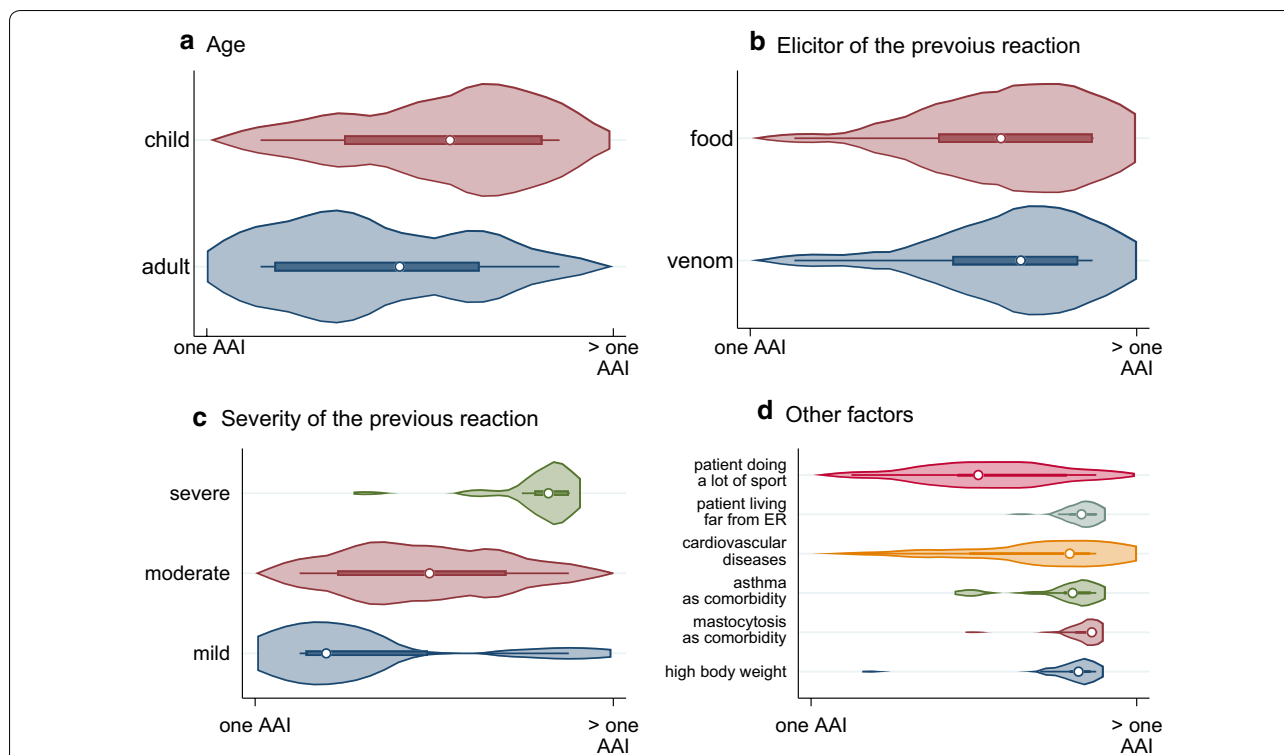 a Age
child
adult
one AAI
> one
AAI
b Elicitor of the prevoius reaction
food
venom
one AAI
> one
AAI
c Severity of the previous reaction
severe
moderate
mild
one AAI
> one
AAI
d Other factors
patient doing
a lot of sport
patient living
far from ER
cardiovascular
diseases
asthma
as comorbidity
mastocytosis
as comorbidity
high body weight
one AAI
> one
AAI